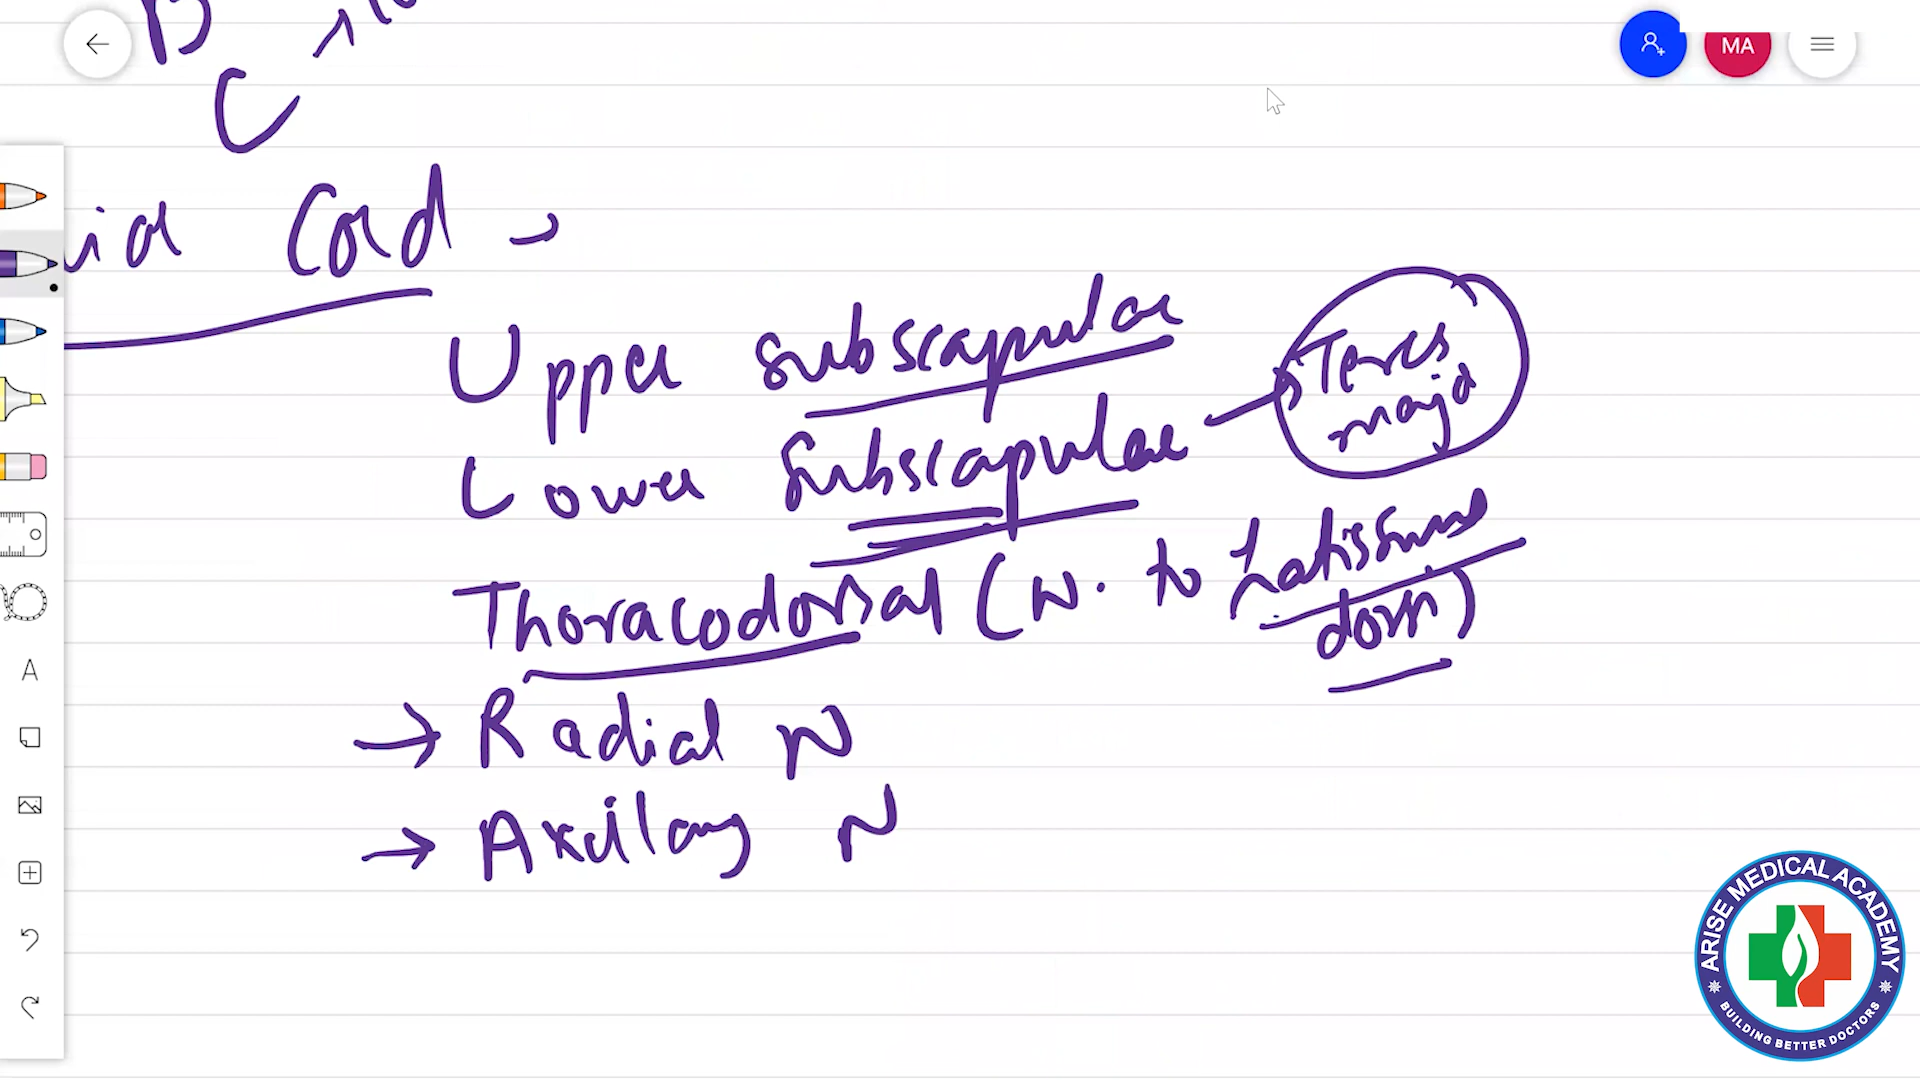 B
C
MA
Cord
Upper subscapular
Lower Subscapular → Teres major
Thoracodorsal (N. to Latissimus dorsi)
→ Radial N
→ Axillary N
A
ARISE MEDICAL ACADEMY
BUILDING BETTER DOCTORS